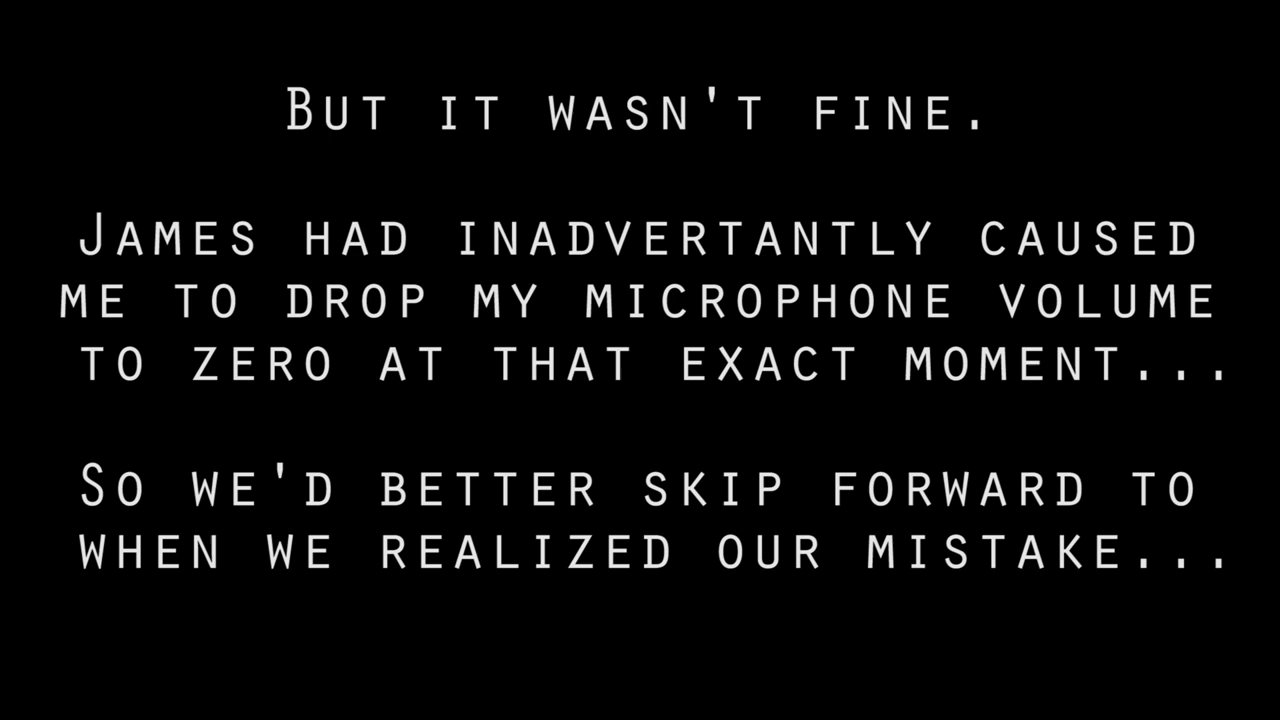 But it wasn't fine.
James had inadvertantly caused
me to drop my microphone volume
to zero at that exact moment...
So we'd better skip forward to
when we realized our mistake...